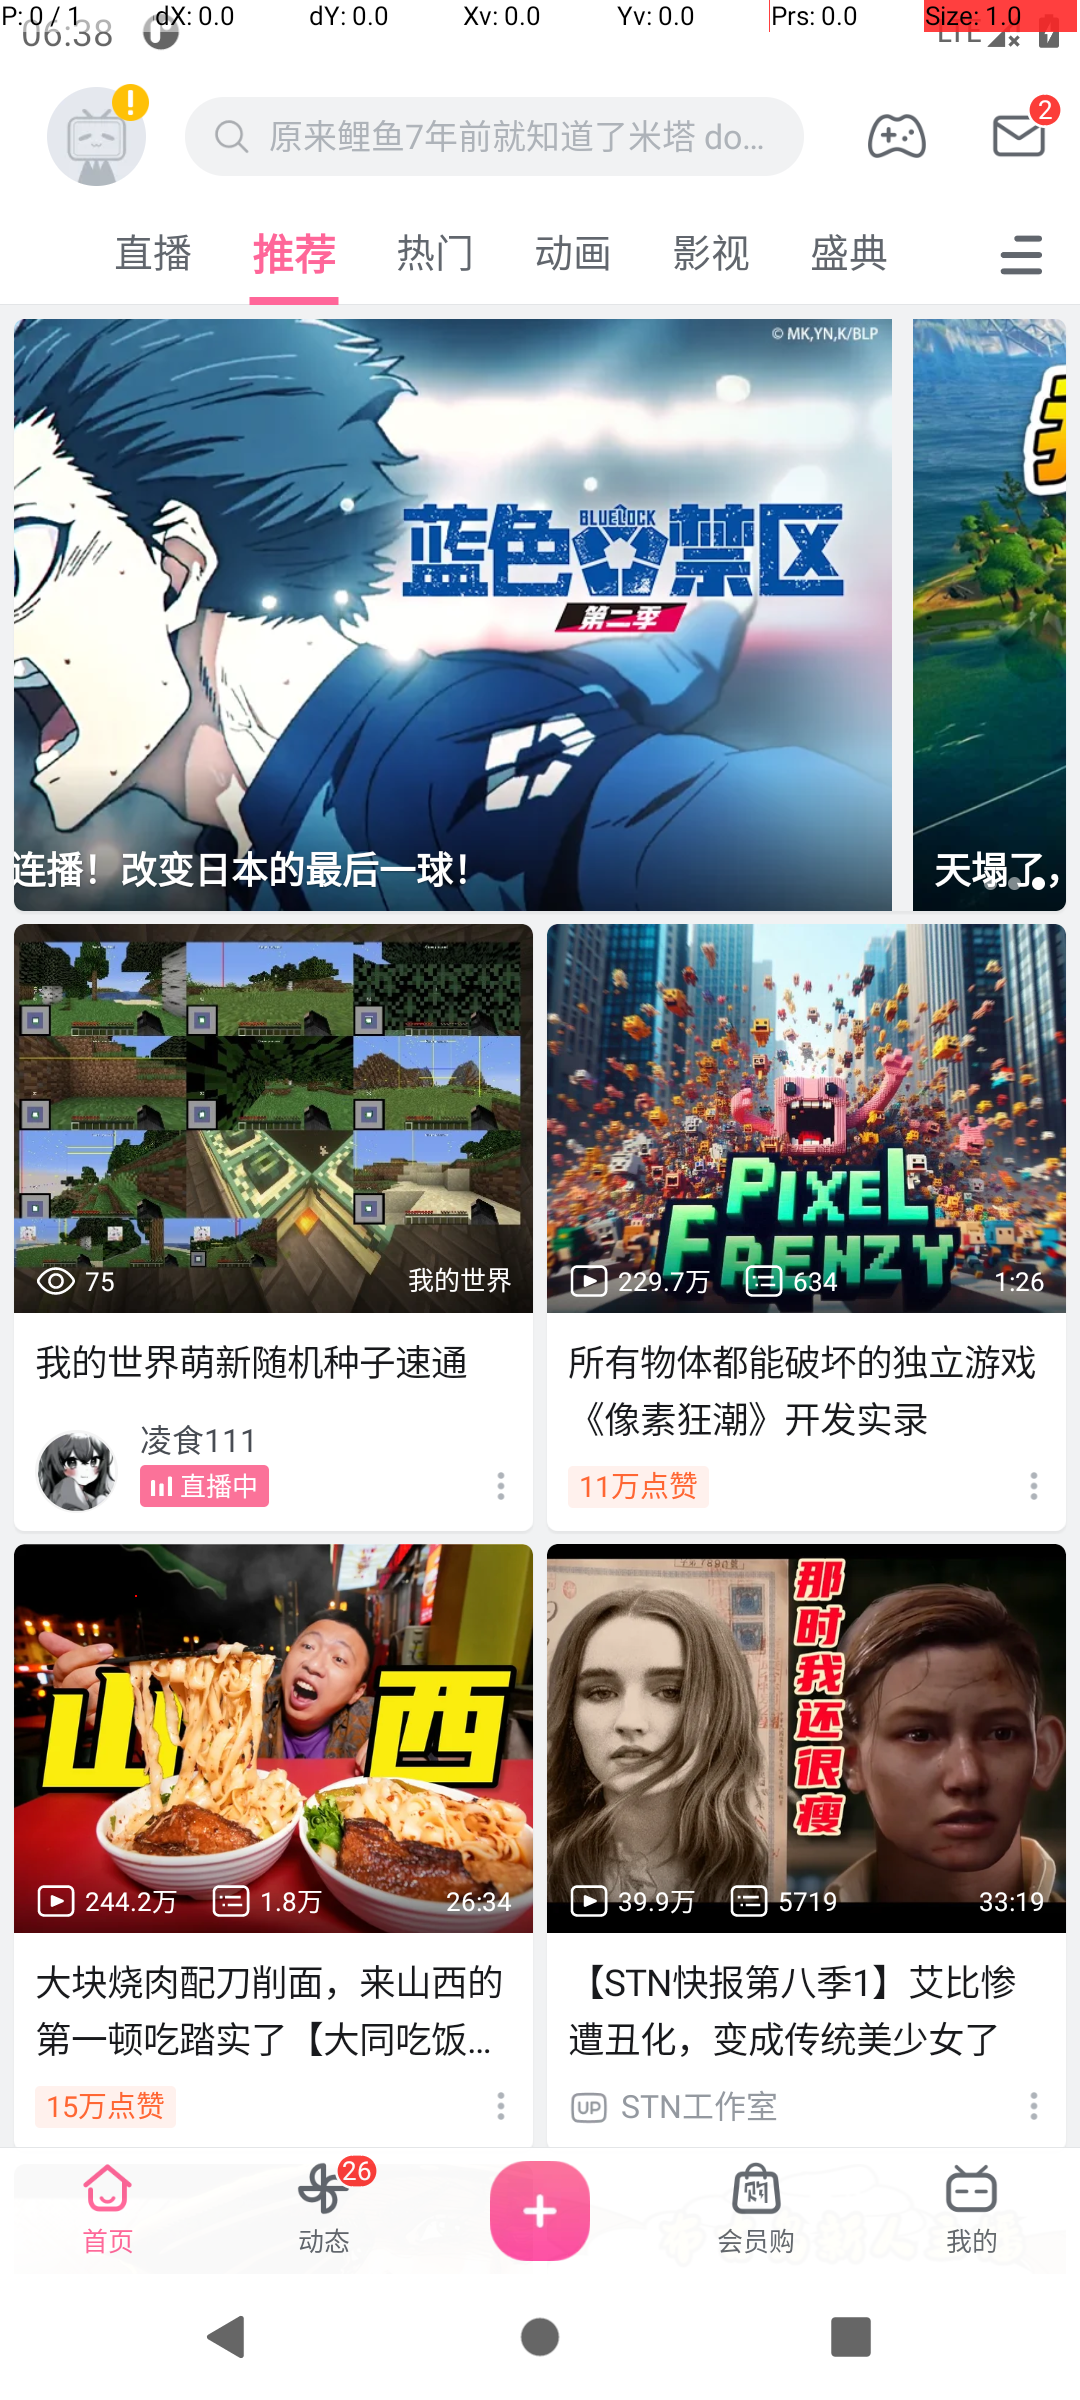 P: 0 / 1 dX: 0.0 dY: 0.0 Xv: 0.0 Yv: 0.0 Prs: 0.0 Size: 1.0
06:38 LTE
原来鲤鱼7年前就知道了米塔 do... 2
直播 推荐 热门 动画 影视 盛典
© MK,YN,K/BLP
BLUELOCK
蓝色禁区
第二季
连播！改变日本的最后一球！
天塌了，
75 我的世界
PIXEL
FRENZY
229.7万 634 1:26
我的世界萌新随机种子速通
凌食111
直播中
所有物体都能破坏的独立游戏
《像素狂潮》开发实录
11万点赞
山西
244.2万 1.8万 26:34
那时我还很瘦
39.9万 5719 33:19
大块烧肉配刀削面，来山西的
第一顿吃踏实了【大同吃饭...
15万点赞
【STN快报第八季1】艾比惨
遭丑化，变成传统美少女了
UP STN工作室
首页 动态 26 会员购 我的